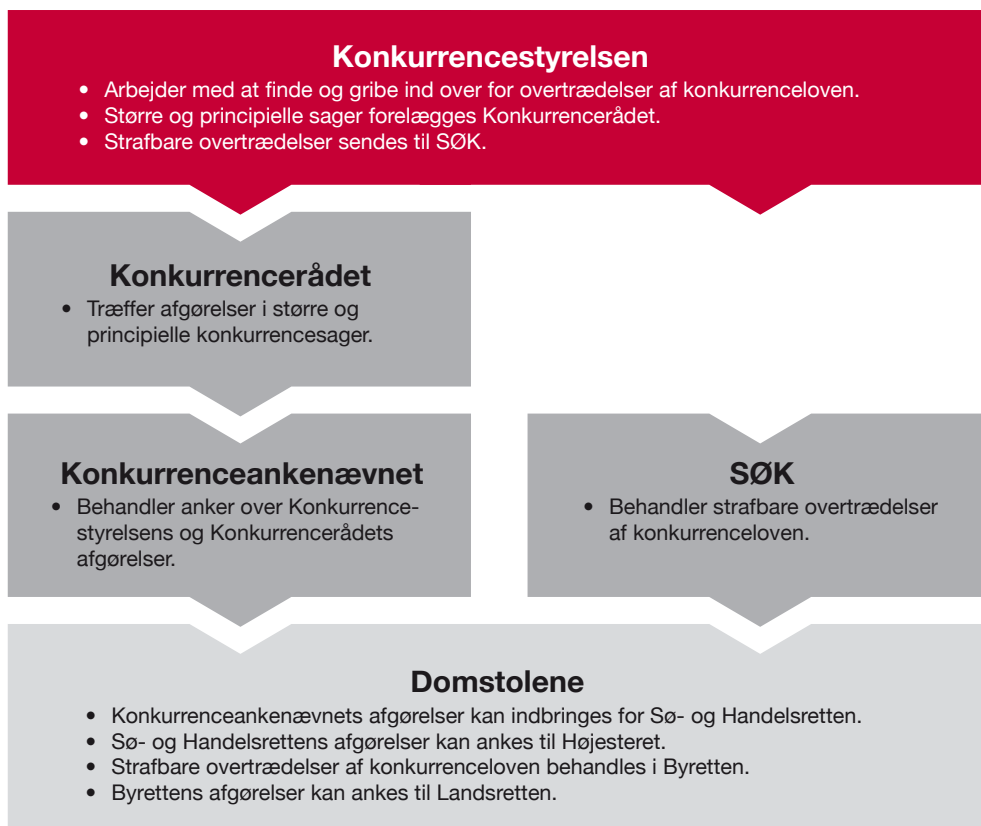 Konkurrencestyrelsen
• Arbejder med at finde og gribe ind over for overtrædelser af konkurrenceloven.
• Større og principielle sager forelægges Konkurrencerådet.
• Strafbare overtrædelser sendes til SØK.
Konkurrencerådet
• Træffer afgørelser i større og
principielle konkurrencesager.
Konkurrenceankenævnet
• Behandler anker over Konkurrence-
styrelsens og Konkurrencerådets
afgørelser.
SØK
• Behandler strafbare overtrædelser
af konkurrenceloven.
Domstolene
• Konkurrenceankenævnets afgørelser kan indbringes for Sø- og Handelsretten.
• Sø- og Handelsrettens afgørelser kan ankes til Højesteret.
• Strafbare overtrædelser af konkurrenceloven behandles i Byretten.
• Byrettens afgørelser kan ankes til Landsretten.